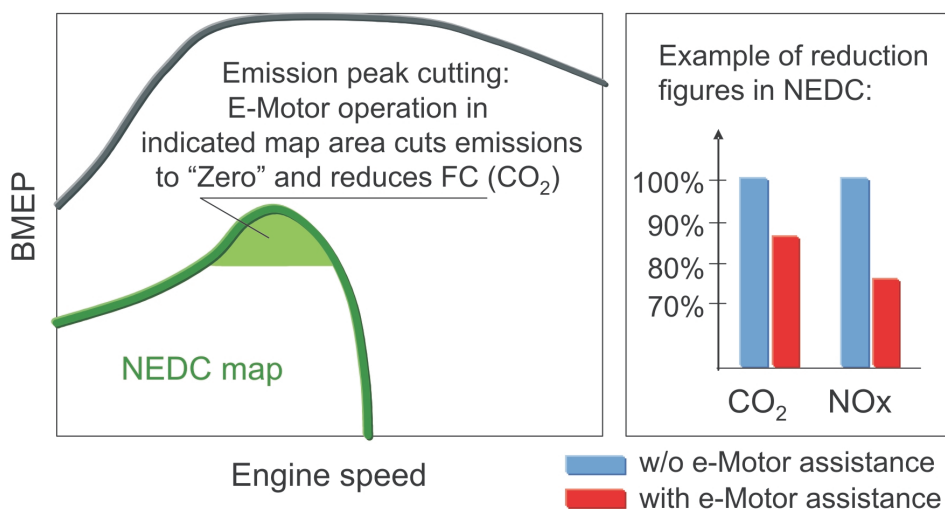 Emission peak cutting:
E-Motor operation in
indicated map area cuts emissions
to “Zero” and reduces FC (CO₂)
BMEP
NEDC map
Engine speed
Example of reduction
figures in NEDC:
100%
90%
80%
70%
CO₂ NOx
w/o e-Motor assistance
with e-Motor assistance